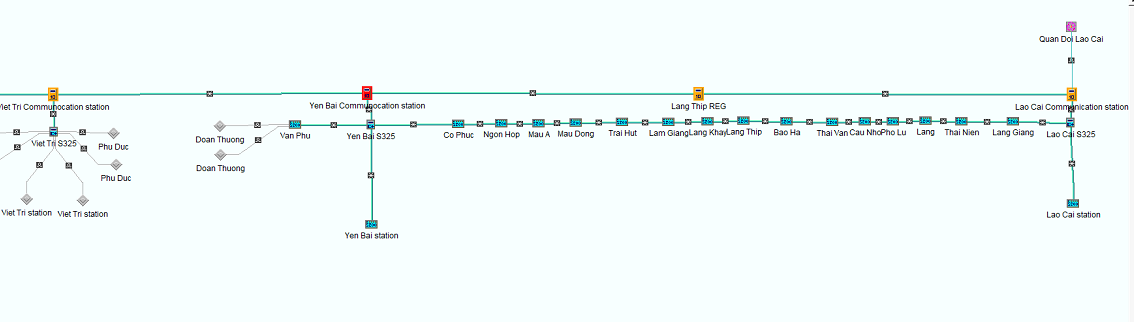 Quan Doi Lao Cai
Viet Tri Communocation station
Yen Bai Communocation station
Lang Thip REG
Lao Cai Communication station
Viet Tri S325
Phu Duc
Phu Duc
Viet Tri station
Viet Tri station
Doan Thuong
Doan Thuong
Van Phu
Yen Bai S325
Co Phuc
Ngon Hop
Mau A
Mau Dong
Trai Hut
Lam Giang
Lang Khay
Lang Thip
Bao Ha
Thai Van
Cau Nho
Pho Lu
Lang
Thai Nien
Lang Giang
Lao Cai S325
Yen Bai station
Lao Cai station